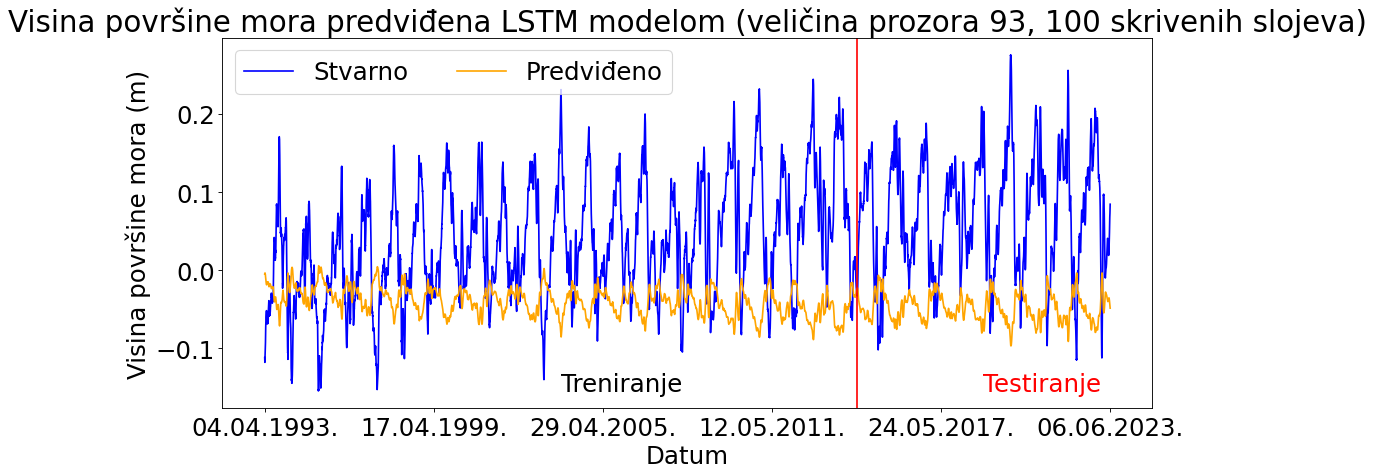 Visina površine mora predviđena LSTM modelom (veličina prozora 93, 100 skrivenih slojeva)
Stvarno Predviđeno
Visina površine mora (m)
0.2
0.1
0.0
−0.1
Treniranje Testiranje
04.04.1993. 17.04.1999. 29.04.2005. 12.05.2011. 24.05.2017. 06.06.2023.
Datum